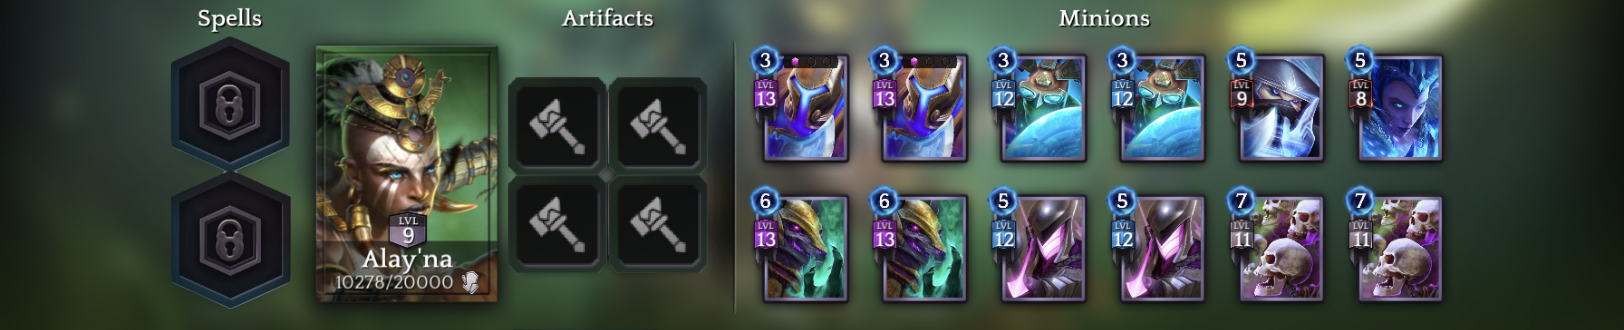 Spells
Artifacts
Minions
3 3 3 3 5 5
LVL LVL LVL LVL LVL LVL
13 13 12 12 9 8
LVL
9
Alay'na
10278/20000
6 6 5 5 7 7
LVL LVL LVL LVL LVL LVL
13 13 12 12 11 11